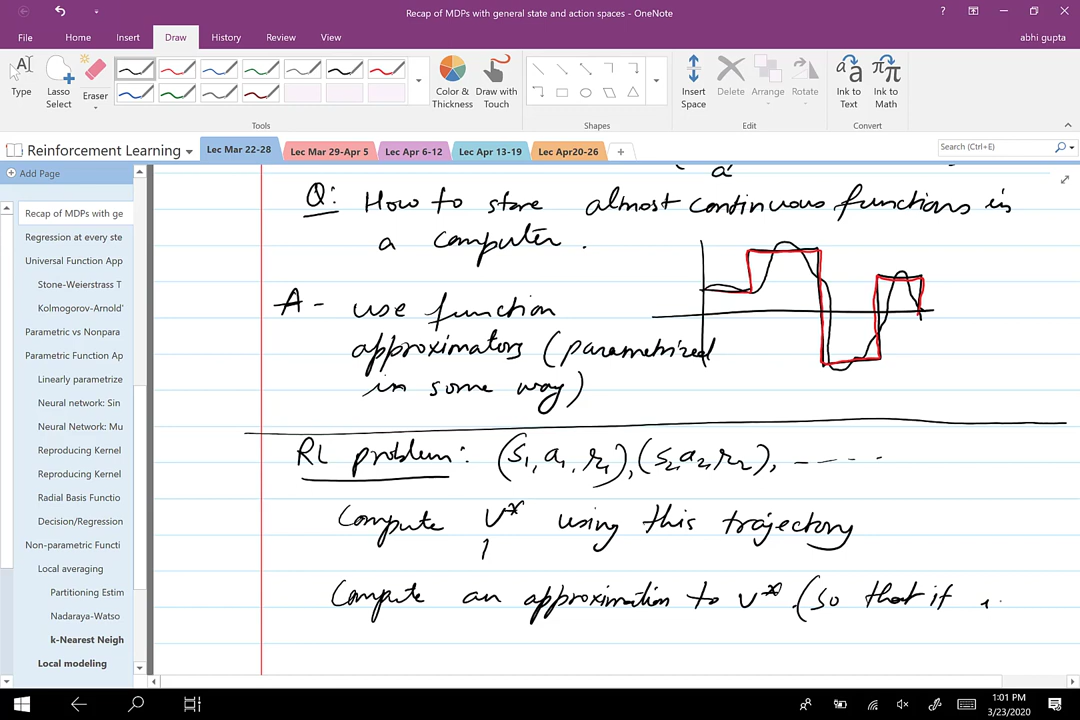 Recap of MDPs with general state and action spaces - OneNote
File Home Insert Draw History Review View
abhi gupta
Type
Lasso Select
Eraser
Color & Thickness
Draw with Touch
Insert Space
Delete
Arrange
Rotate
Ink to Text
Ink to Math
Tools
Shapes
Edit
Convert
Reinforcement Learning
Lec Mar 22-28
Lec Mar 29-Apr 5
Lec Apr 6-12
Lec Apr 13-19
Lec Apr20-26
Search (Ctrl+E)
Add Page
Recap of MDPs with ge
Regression at every ste
Universal Function App
Stone-Weierstrass T
Kolmogorov-Arnold'
Parametric vs Nonpara
Parametric Function Ap
Linearly parametrize
Neural network: Sin
Neural Network: Mu
Reproducing Kernel
Reproducing Kernel
Radial Basis Functio
Decision/Regression
Non-parametric Functi
Local averaging
Partitioning Estim
Nadaraya-Watso
k-Nearest Neigh
Local modeling
Q: How to store almost continuous functions in
a computer.
A - use function
approximators (parametrized
in some way)
RL problem: (s1, a1, r1), (s2, a2, r2), -----
Compute V* using this trajectory
Compute an approximation to V*. (so that if
1:01 PM
3/23/2020